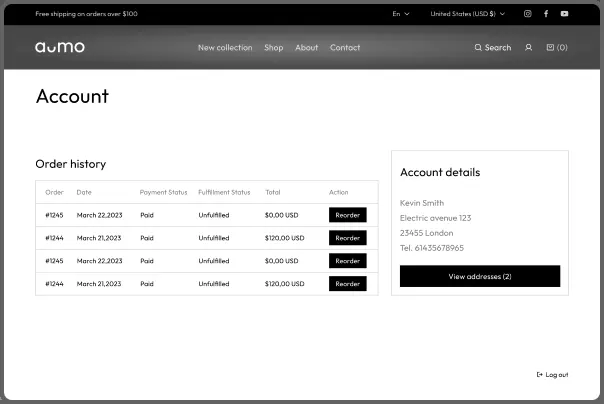 Free shipping on orders over $100
En
United States (USD $)
aumo
New collection Shop About Contact
Search
(0)
Account
Order history
Order Date Payment Status Fulfillment Status Total Action
#1245 March 22,2023 Paid Unfulfilled $0,00 USD Reorder
#1244 March 21,2023 Paid Unfulfilled $120,00 USD Reorder
#1245 March 22,2023 Paid Unfulfilled $0,00 USD Reorder
#1244 March 21,2023 Paid Unfulfilled $120,00 USD Reorder
Account details
Kevin Smith
Electric avenue 123
23455 London
Tel. 61435678965
View addresses (2)
Log out